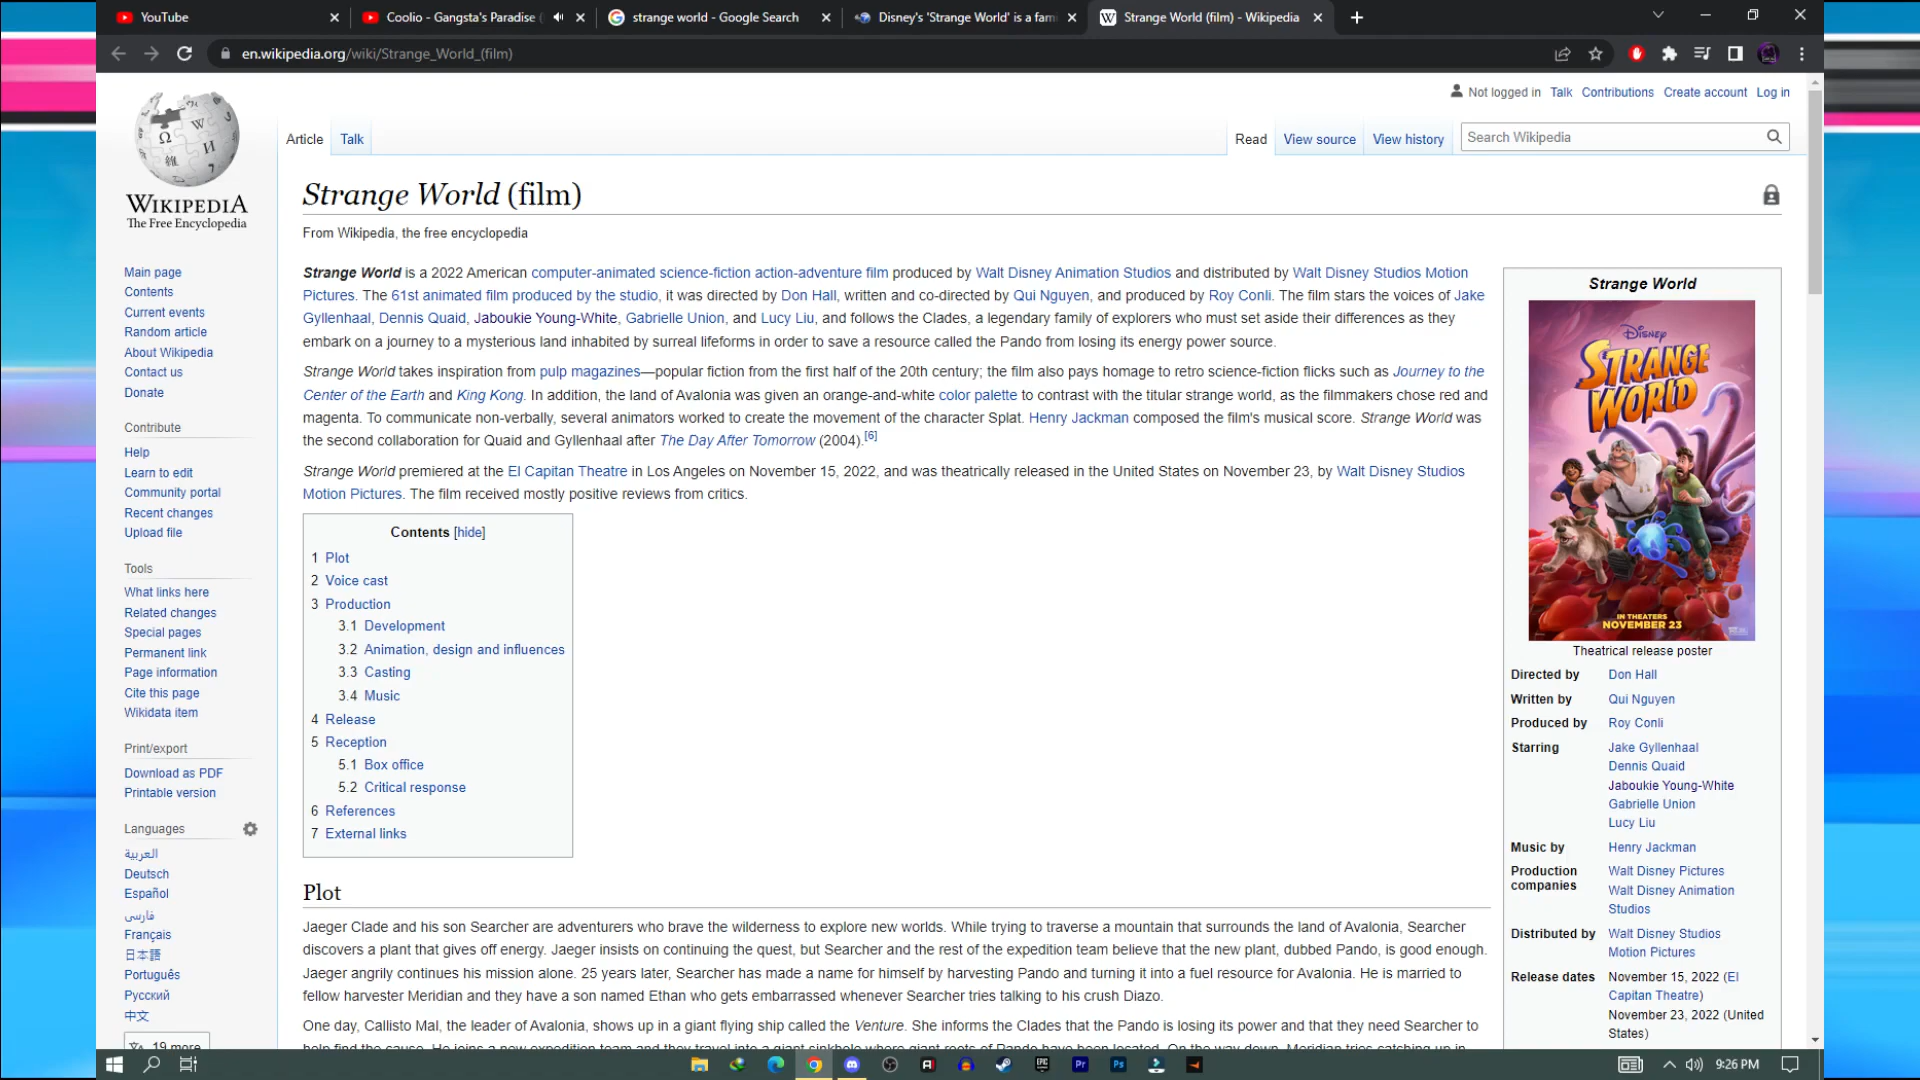 YouTube
Coolio - Gangsta's Paradise (
strange world - Google Search
Disney's 'Strange World' is a fam
Strange World (film) - Wikipedia
en.wikipedia.org/wiki/Strange_World_(film)
Not logged in Talk Contributions Create account Log in
Article Talk
Read View source View history Search Wikipedia
WIKIPEDIA
The Free Encyclopedia
Main page
Contents
Current events
Random article
About Wikipedia
Contact us
Donate
Contribute
Help
Learn to edit
Community portal
Recent changes
Upload file
Tools
What links here
Related changes
Special pages
Permanent link
Page information
Cite this page
Wikidata item
Print/export
Download as PDF
Printable version
Languages
العربية
Deutsch
Español
فارسی
Français
日本語
Português
Русский
中文
19 more
Strange World (film)
From Wikipedia, the free encyclopedia
Strange World is a 2022 American computer-animated science-fiction action-adventure film produced by Walt Disney Animation Studios and distributed by Walt Disney Studios Motion
Pictures. The 61st animated film produced by the studio, it was directed by Don Hall, written and co-directed by Qui Nguyen, and produced by Roy Conli. The film stars the voices of Jake
Gyllenhaal, Dennis Quaid, Jaboukie Young-White, Gabrielle Union, and Lucy Liu, and follows the Clades, a legendary family of explorers who must set aside their differences as they
embark on a journey to a mysterious land inhabited by surreal lifeforms in order to save a resource called the Pando from losing its energy power source.
Strange World takes inspiration from pulp magazines—popular fiction from the first half of the 20th century; the film also pays homage to retro science-fiction flicks such as Journey to the
Center of the Earth and King Kong. In addition, the land of Avalonia was given an orange-and-white color palette to contrast with the titular strange world, as the filmmakers chose red and
magenta. To communicate non-verbally, several animators worked to create the movement of the character Splat. Henry Jackman composed the film's musical score. Strange World was
the second collaboration for Quaid and Gyllenhaal after The Day After Tomorrow (2004).[6]
Strange World premiered at the El Capitan Theatre in Los Angeles on November 15, 2022, and was theatrically released in the United States on November 23, by Walt Disney Studios
Motion Pictures. The film received mostly positive reviews from critics.
Contents [hide]
1 Plot
2 Voice cast
3 Production
3.1 Development
3.2 Animation, design and influences
3.3 Casting
3.4 Music
4 Release
5 Reception
5.1 Box office
5.2 Critical response
6 References
7 External links
Plot
Jaeger Clade and his son Searcher are adventurers who brave the wilderness to explore new worlds. While trying to traverse a mountain that surrounds the land of Avalonia, Searcher
discovers a plant that gives off energy. Jaeger insists on continuing the quest, but Searcher and the rest of the expedition team believe that the new plant, dubbed Pando, is good enough.
Jaeger angrily continues his mission alone. 25 years later, Searcher has made a name for himself by harvesting Pando and turning it into a fuel resource for Avalonia. He is married to
fellow harvester Meridian and they have a son named Ethan who gets embarrassed whenever Searcher tries talking to his crush Diazo.
One day, Callisto Mal, the leader of Avalonia, shows up in a giant flying ship called the Venture. She informs the Clades that the Pando is losing its power and that they need Searcher to
help find the cause. He joins a new expedition team and they travel into a giant sinkhole where giant roots of Pando have been located. On the way down, Meridian tries catching up in
Strange World
DISNEY
STRANGE
WORLD
IN THEATERS
NOVEMBER 23
Theatrical release poster
Directed by Don Hall
Written by Qui Nguyen
Produced by Roy Conli
Starring Jake Gyllenhaal
Dennis Quaid
Jaboukie Young-White
Gabrielle Union
Lucy Liu
Music by Henry Jackman
Production companies Walt Disney Pictures
Walt Disney Animation
Studios
Distributed by Walt Disney Studios
Motion Pictures
Release dates November 15, 2022 (El
Capitan Theatre)
November 23, 2022 (United
States)
9:26 PM